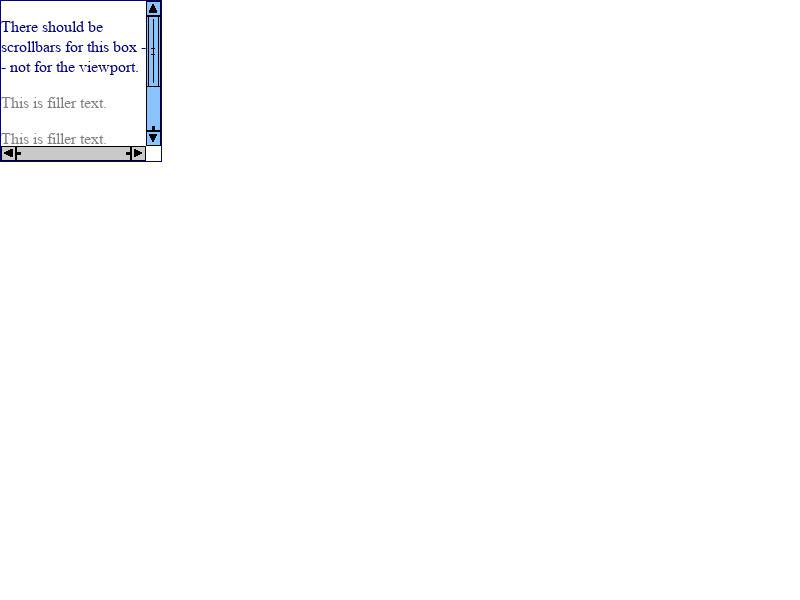 There should be
scrollbars for this box -
- not for the viewport.
This is filler text.
This is filler text.